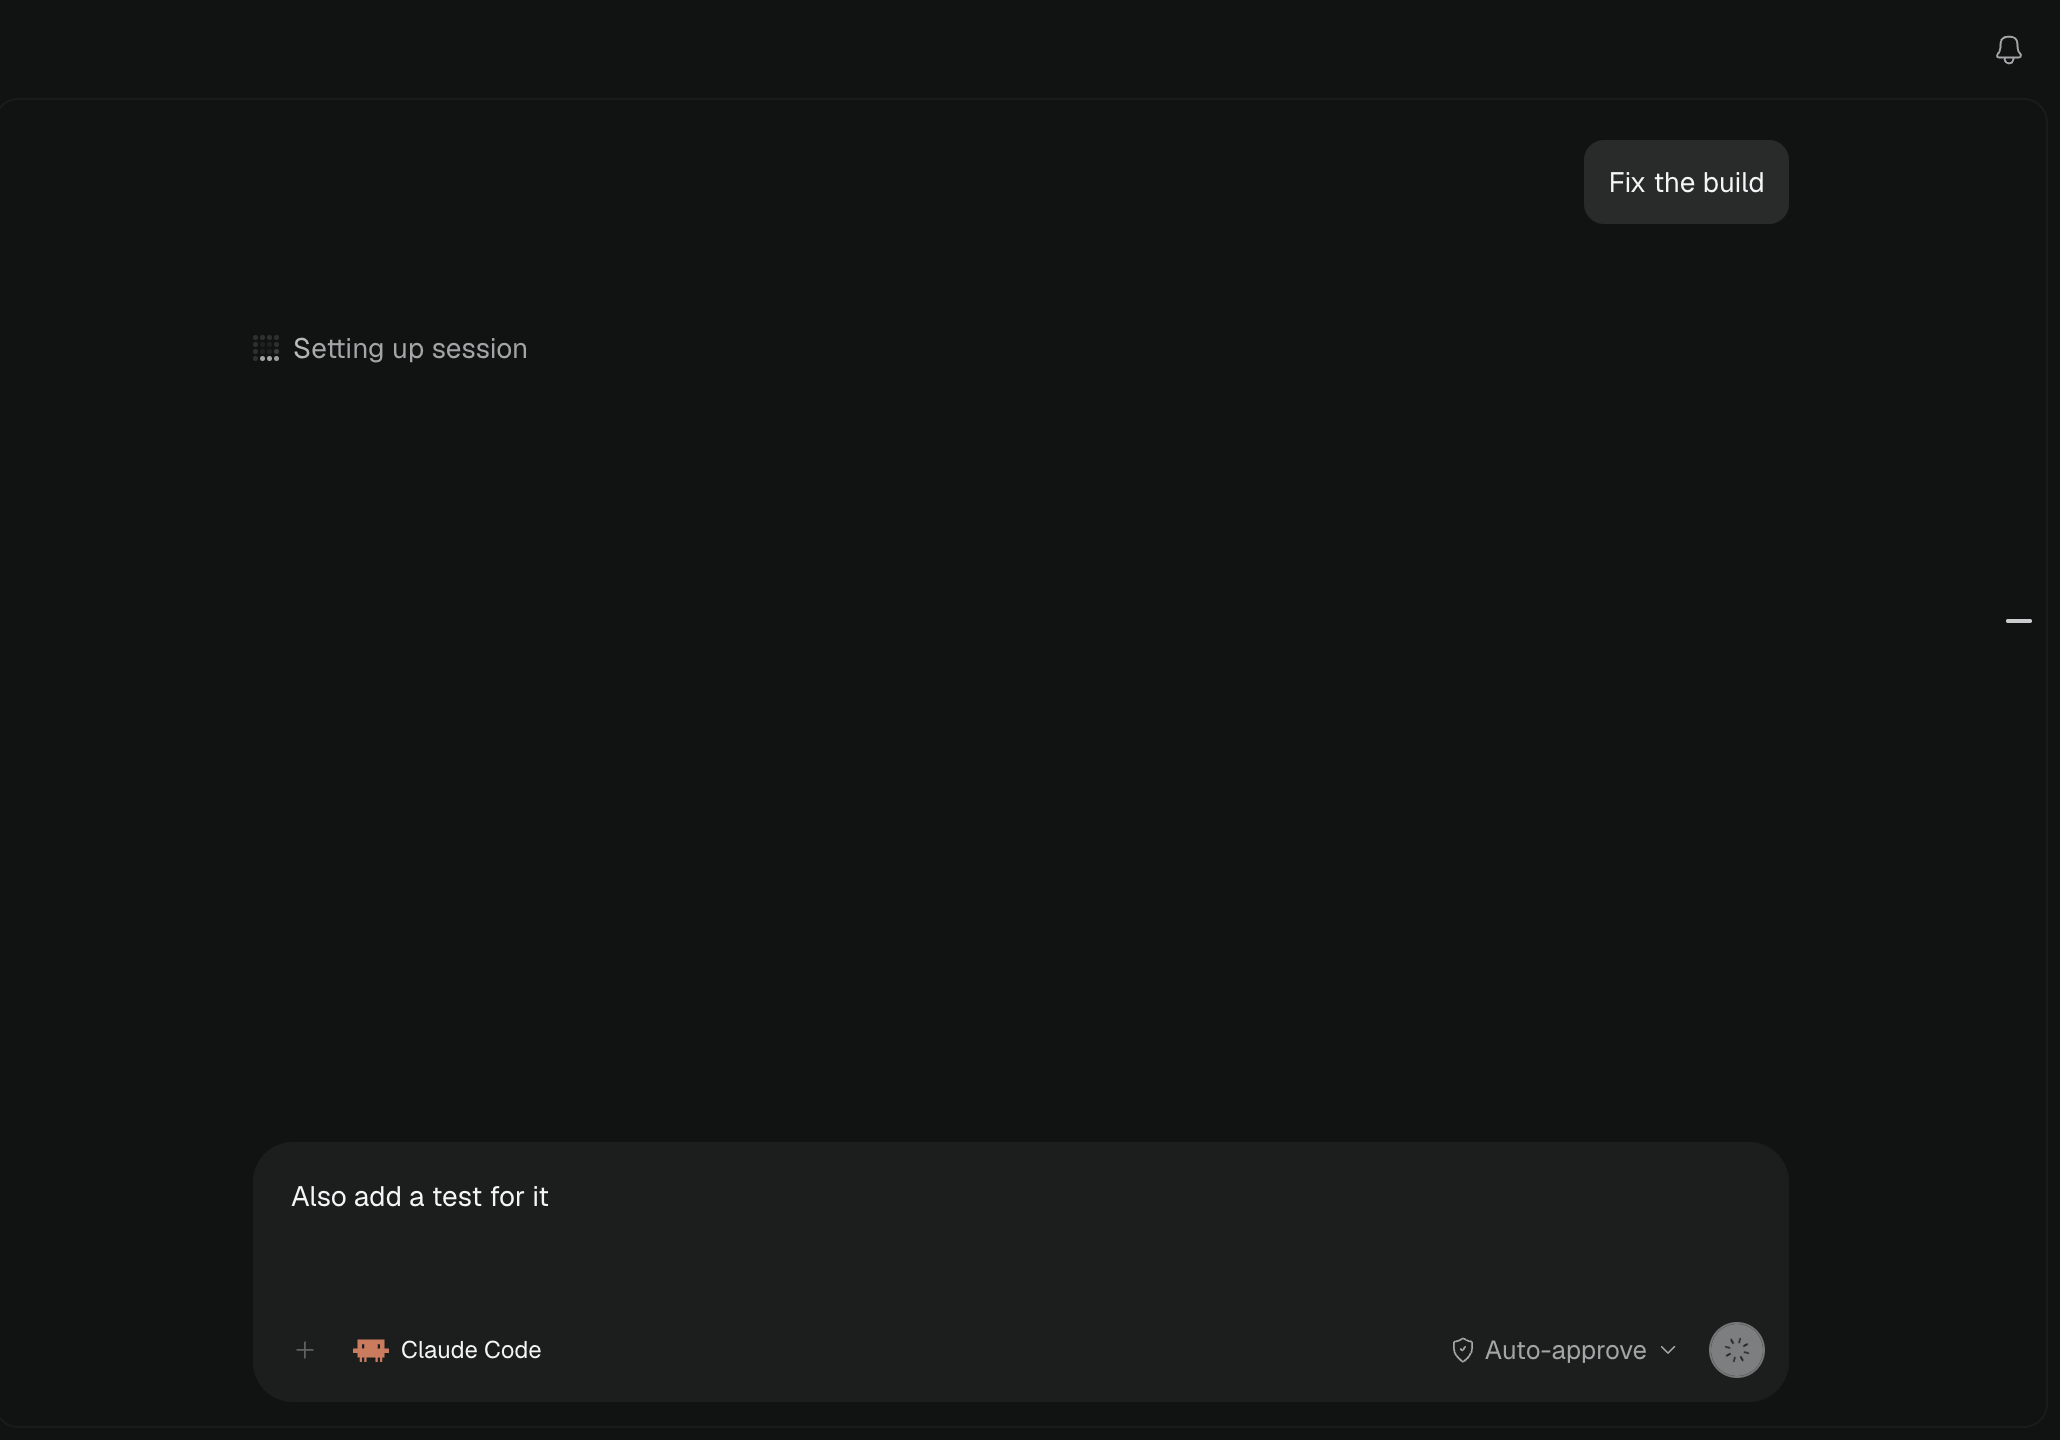 Fix the build
Setting up session
Also add a test for it
Claude Code
Auto-approve